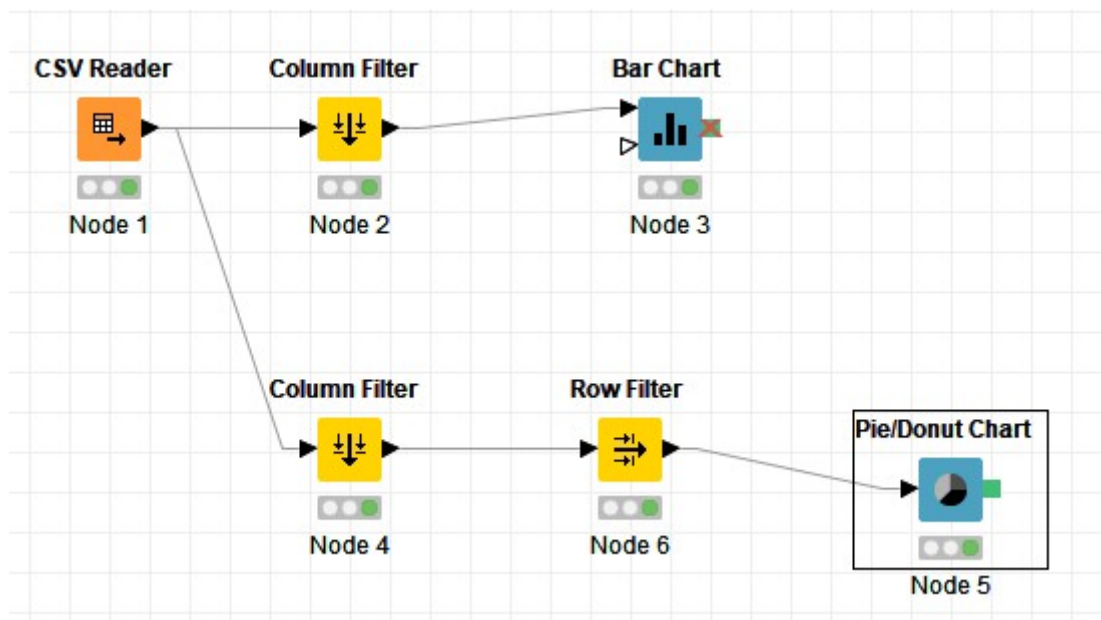 CSV Reader
Column Filter
Bar Chart
Node 1
Node 2
Node 3
Column Filter
Row Filter
Pie/Donut Chart
Node 4
Node 6
Node 5